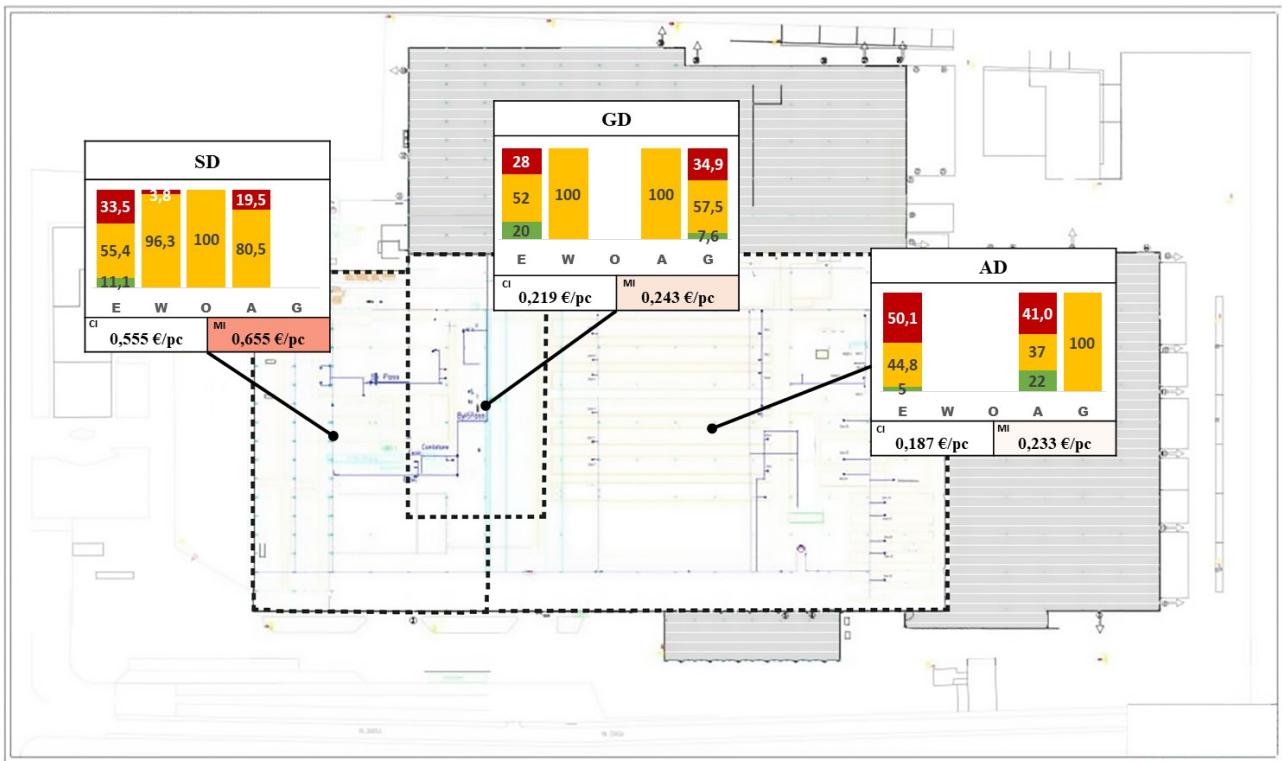 SD
33,5
3,8
19,5
55,4
96,3
100
80,5
11,1
E W O A G
CI
0,555 €/pc
MI
0,655 €/pc
GD
28
34,9
52
100
100
57,5
20
7,6
E W O A G
CI
0,219 €/pc
MI
0,243 €/pc
AD
50,1
41,0
44,8
37
100
5
22
E W O A G
CI
0,187 €/pc
MI
0,233 €/pc